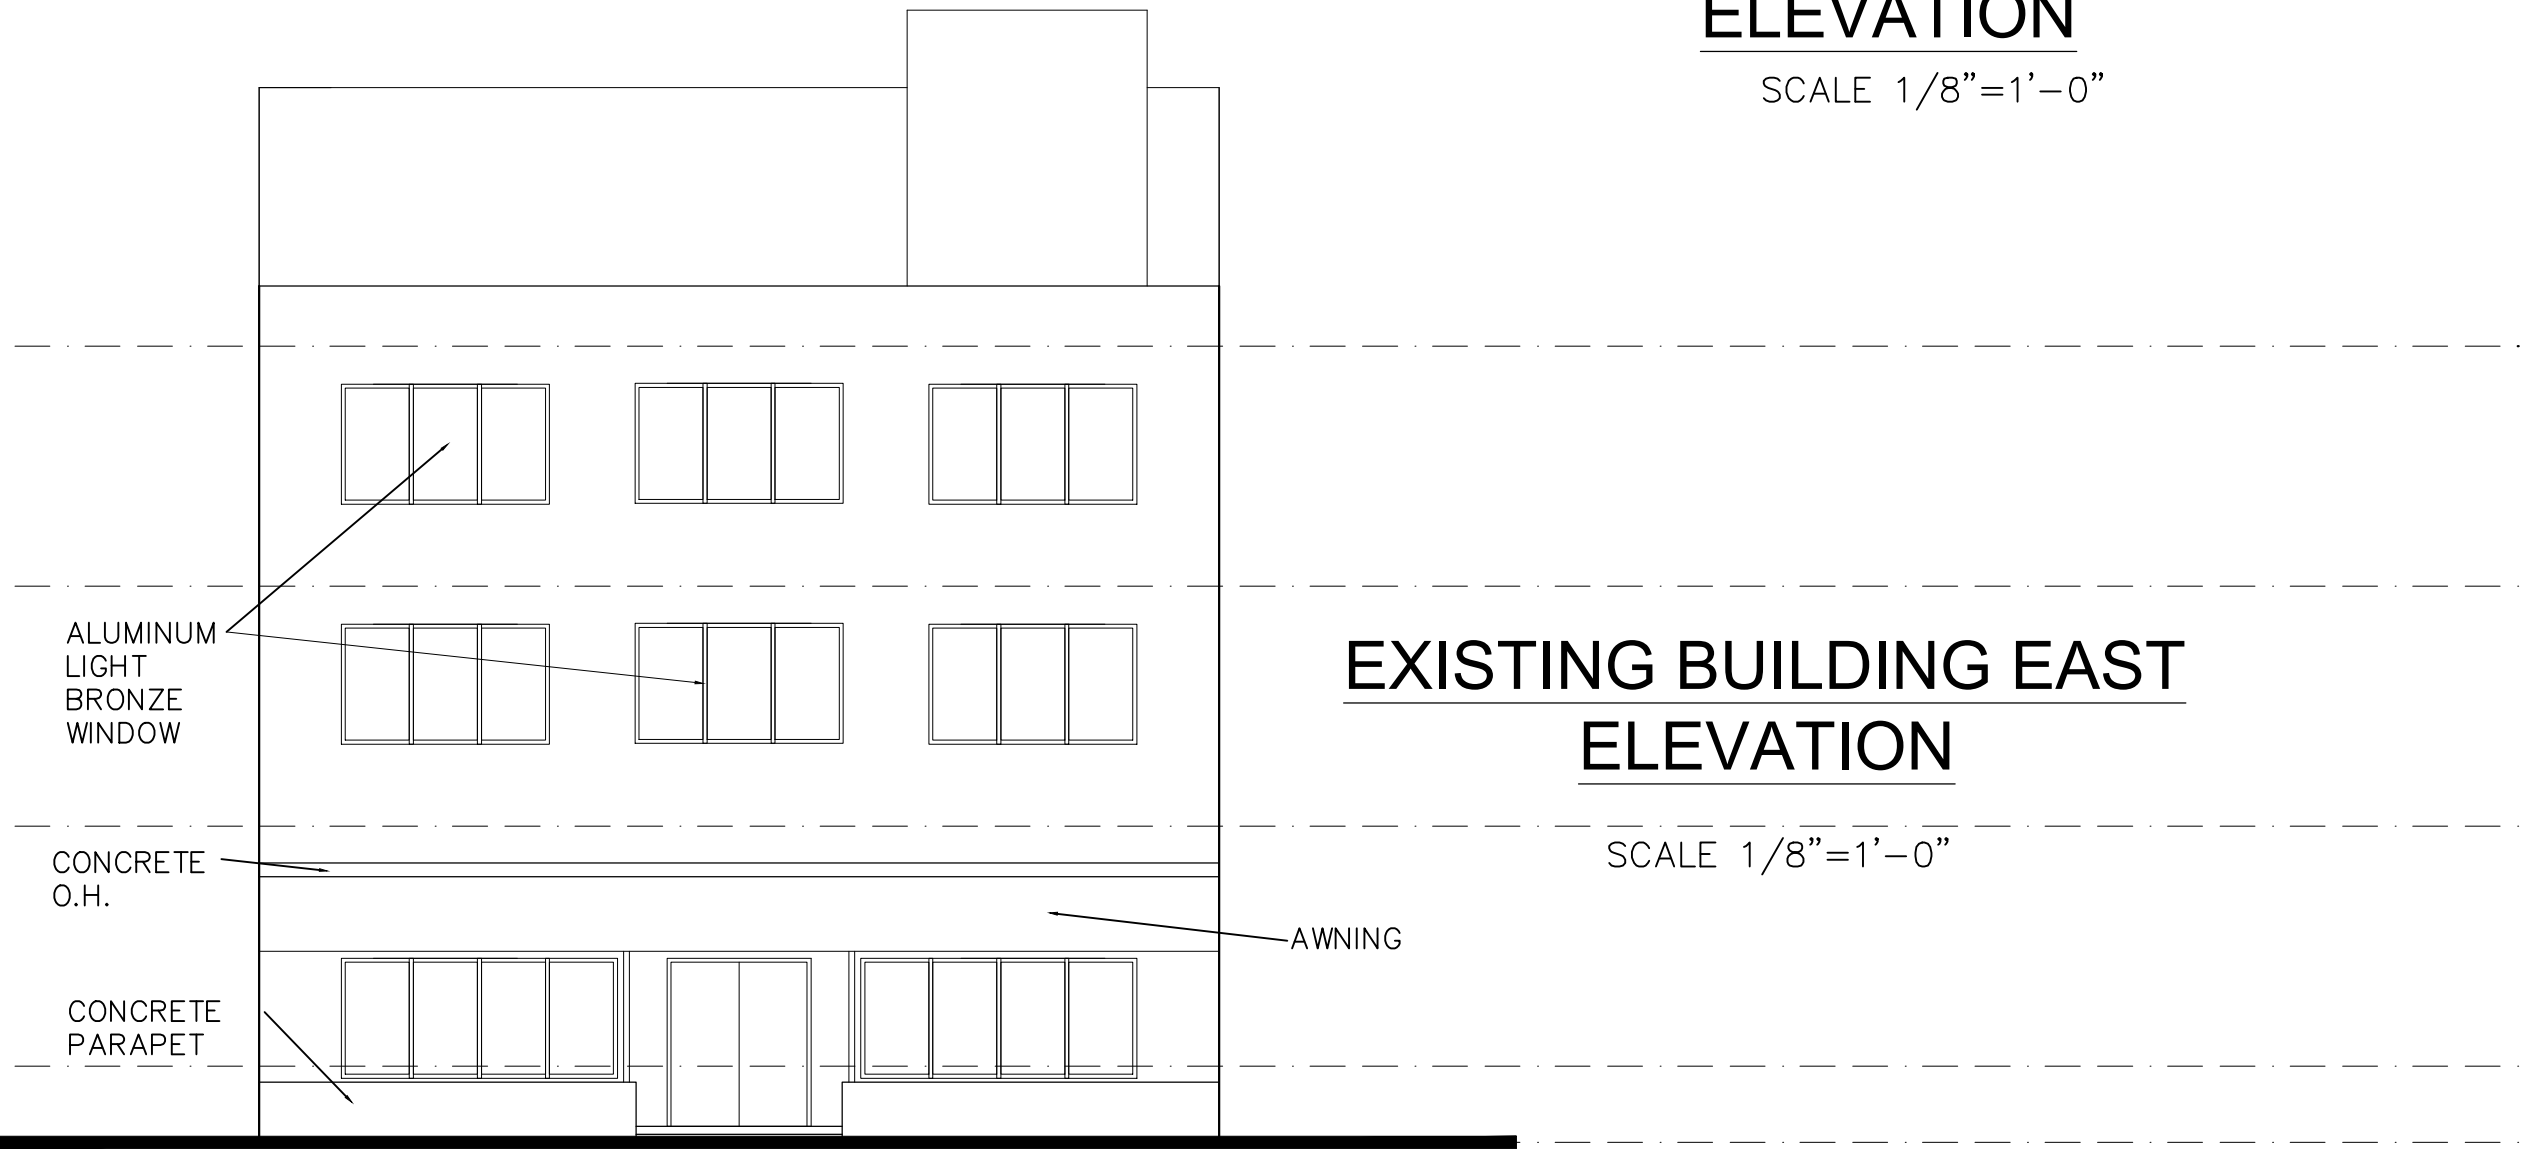 ELEVATION
SCALE 1/8"=1'-0"
ALUMINUM
LIGHT
BRONZE
WINDOW
EXISTING BUILDING EAST
ELEVATION
SCALE 1/8"=1'-0"
CONCRETE
O.H.
AWNING
CONCRETE
PARAPET